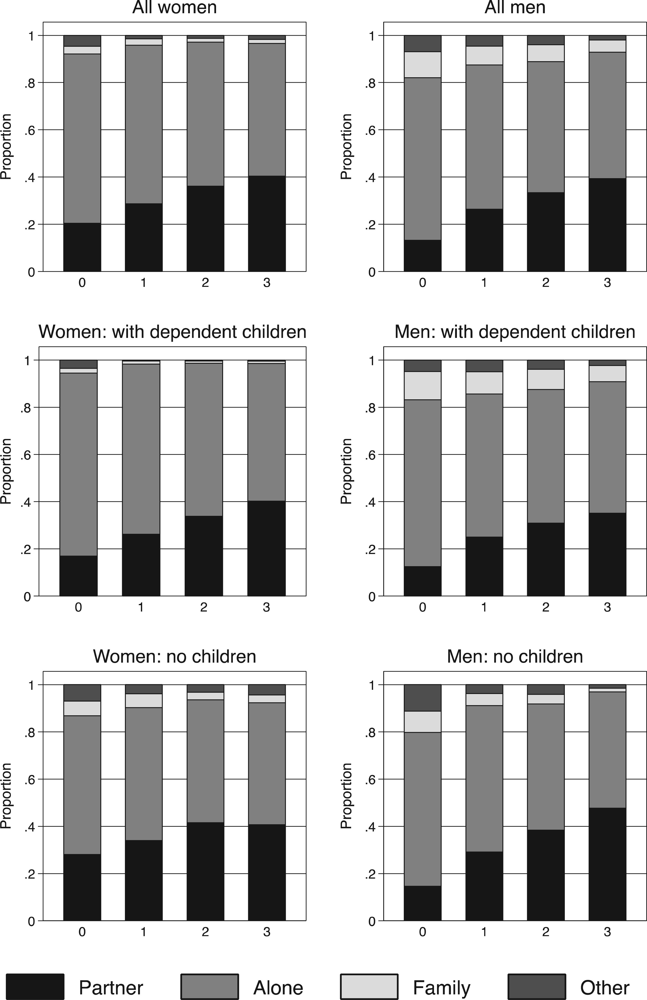 All women
All men
1
.8
.6
.4
.2
0
Proportion
0 1 2 3
1
.8
.6
.4
.2
0
Proportion
0 1 2 3
Women: with dependent children
Men: with dependent children
1
.8
.6
.4
.2
0
Proportion
0 1 2 3
1
.8
.6
.4
.2
0
Proportion
0 1 2 3
Women: no children
Men: no children
1
.8
.6
.4
.2
0
Proportion
0 1 2 3
1
.8
.6
.4
.2
0
Proportion
0 1 2 3
Partner Alone Family Other